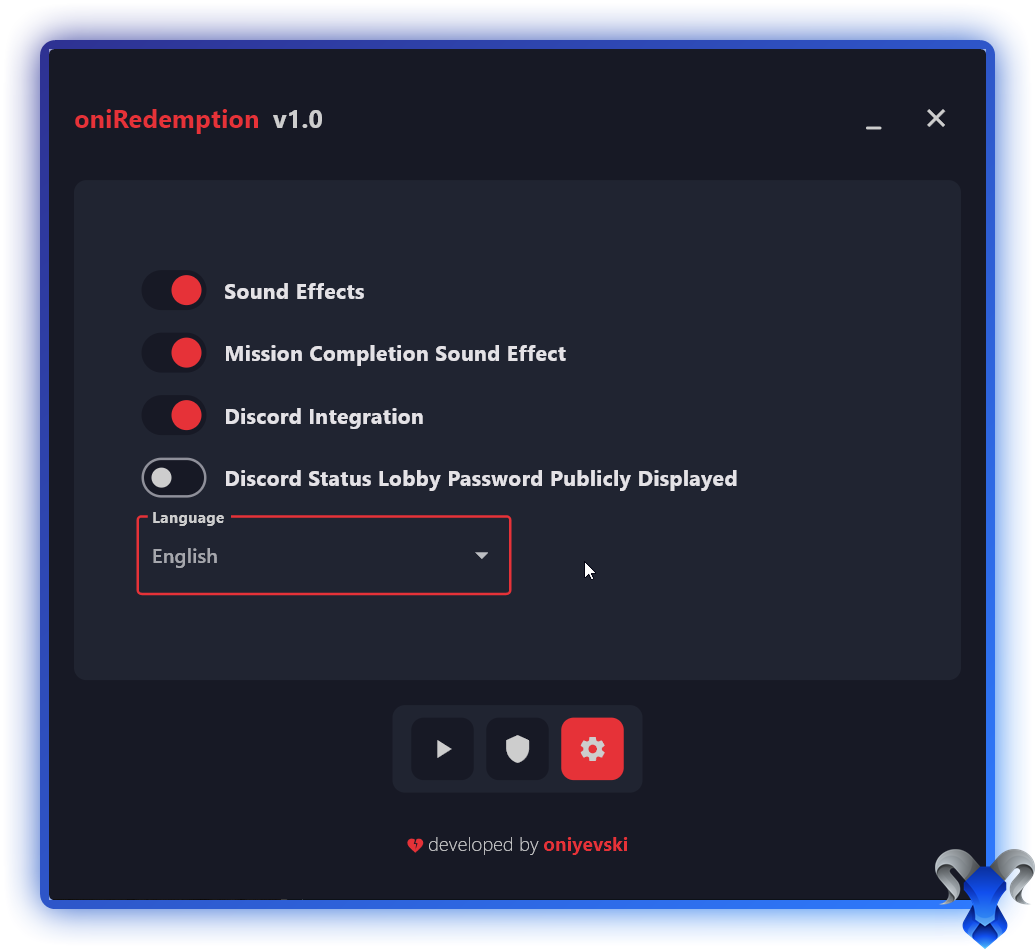 oniRedemption v1.0
Sound Effects
Mission Completion Sound Effect
Discord Integration
Discord Status Lobby Password Publicly Displayed
Language
English
developed by oniyevski